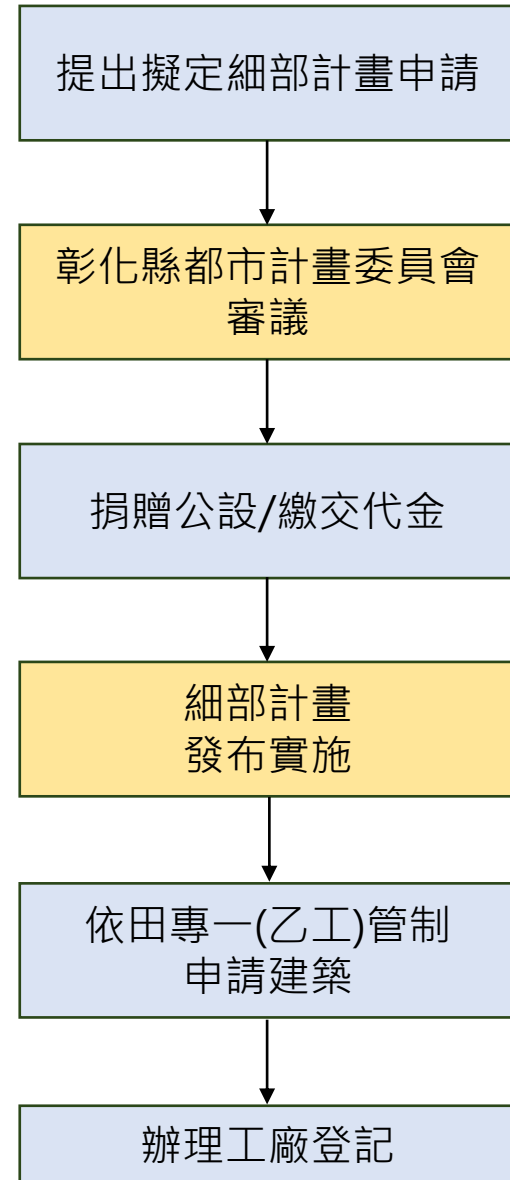 提出擬定細部計畫申請
彰化縣都市計畫委員會
審議
捐贈公設/繳交代金
細部計畫
發布實施
依田專一(乙工)管制
申請建築
辦理工廠登記